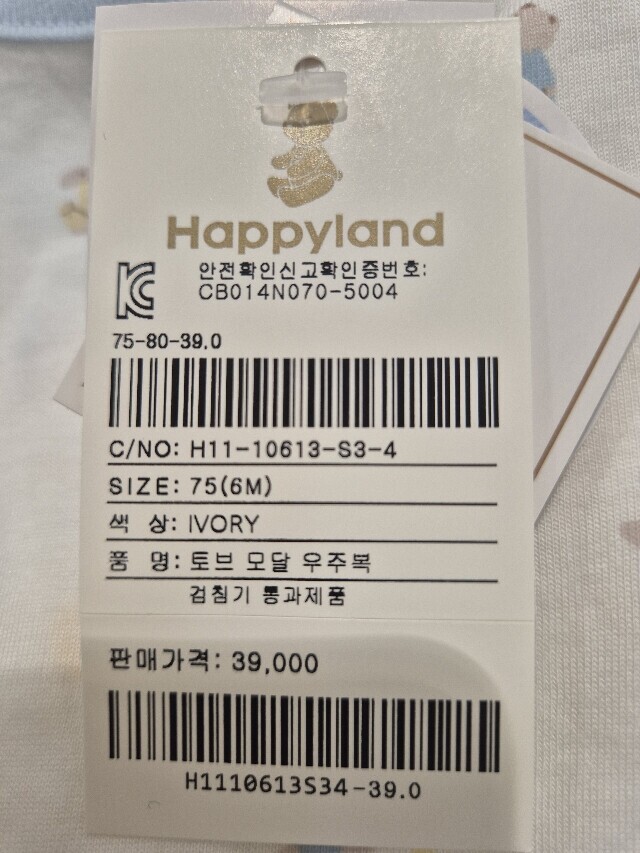 Happyland
안전확인신고확인증번호:
CB014N070-5004
75-80-39.0
C/NO: H11-10613-S3-4
SIZE: 75(6M)
색 상: IVORY
품 명: 토브 모달 우주복
검침기 통과제품
판매가격: 39,000
H1110613S34-39.0